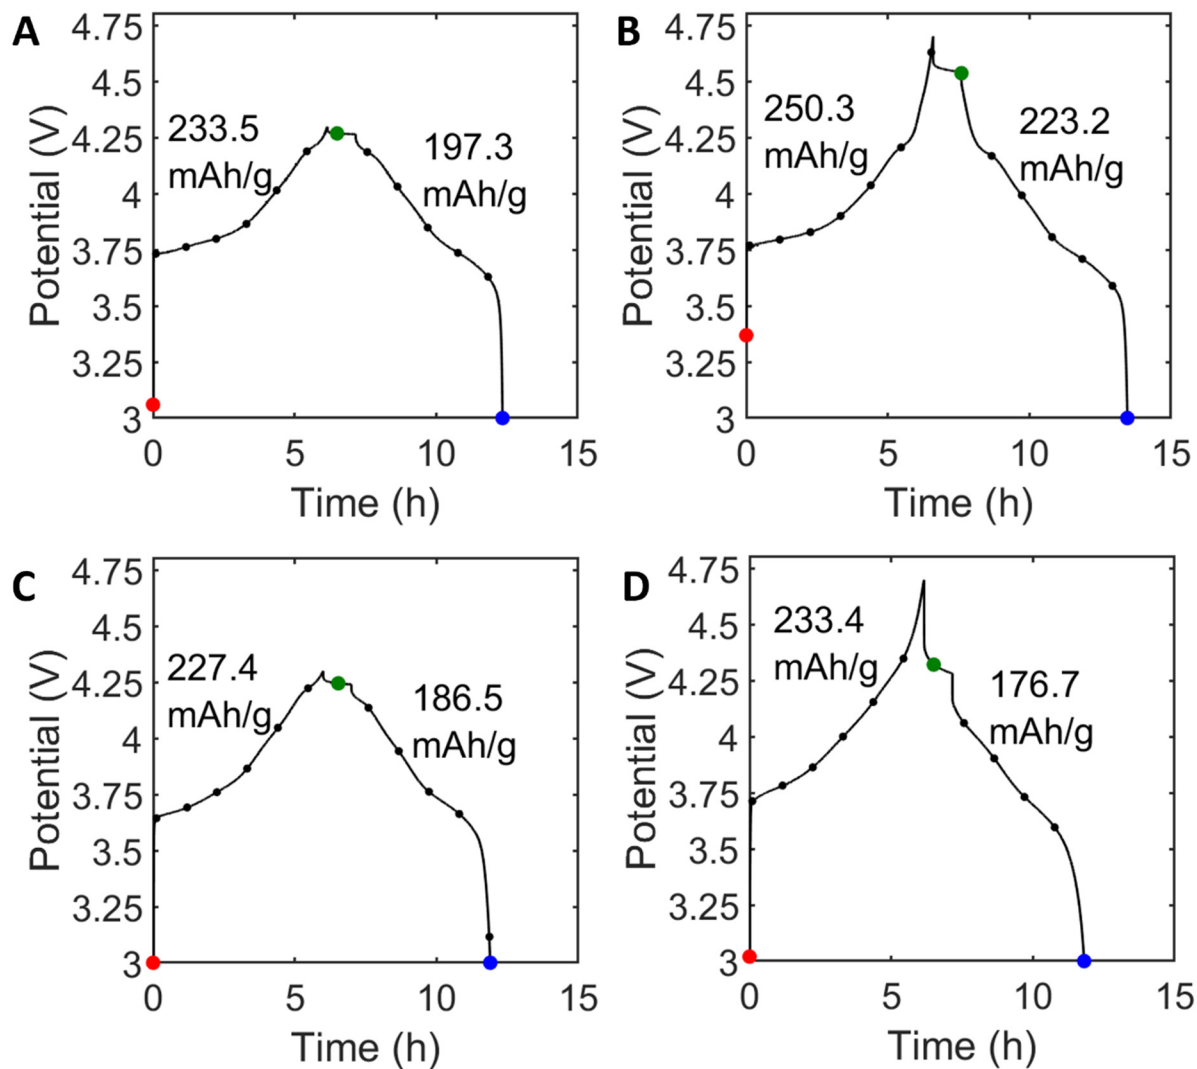 A
4.75
4.5
4.25
4
3.75
3.5
3.25
3
Potential (V)
233.5
mAh/g
197.3
mAh/g
0
5
10
15
Time (h)
B
4.75
4.5
4.25
4
3.75
3.5
3.25
3
Potential (V)
250.3
mAh/g
223.2
mAh/g
0
5
10
15
Time (h)
C
4.75
4.5
4.25
4
3.75
3.5
3.25
3
Potential (V)
227.4
mAh/g
186.5
mAh/g
0
5
10
15
Time (h)
D
4.75
4.5
4.25
4
3.75
3.5
3.25
3
Potential (V)
233.4
mAh/g
176.7
mAh/g
0
5
10
15
Time (h)